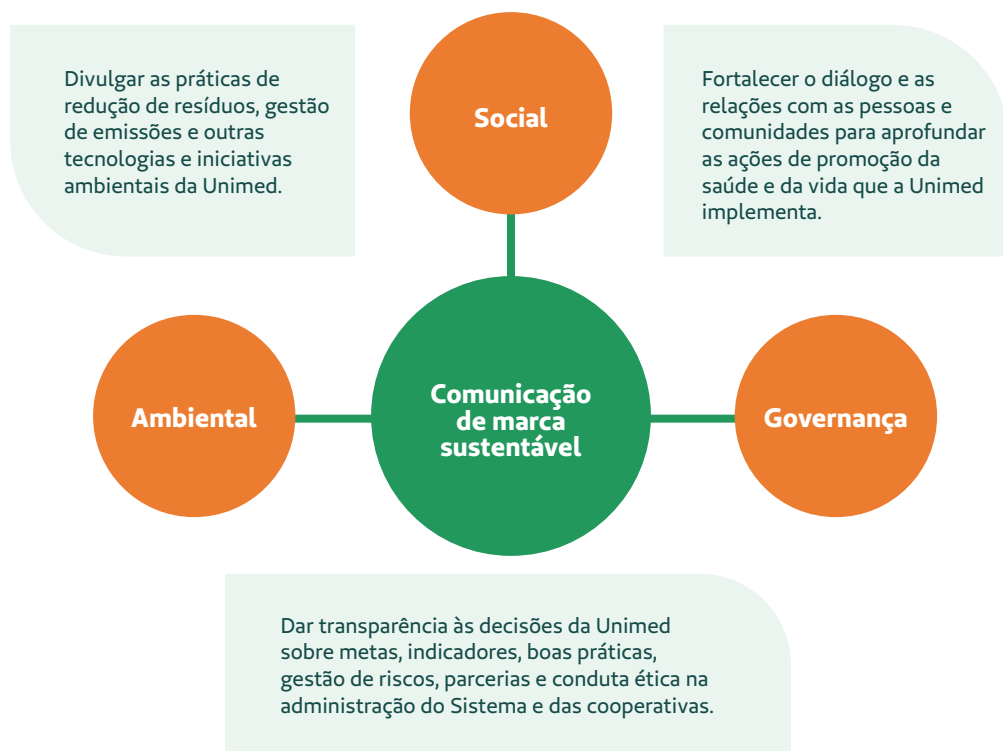 Divulgar as práticas de
redução de resíduos, gestão
de emissões e outras
tecnologias e iniciativas
ambientais da Unimed.
Social
Fortalecer o diálogo e as
relações com as pessoas e
comunidades para aprofundar
as ações de promoção da
saúde e da vida que a Unimed
implementa.
Ambiental
Comunicação
de marca
sustentável
Governança
Dar transparência às decisões da Unimed
sobre metas, indicadores, boas práticas,
gestão de riscos, parcerias e conduta ética na
administração do Sistema e das cooperativas.